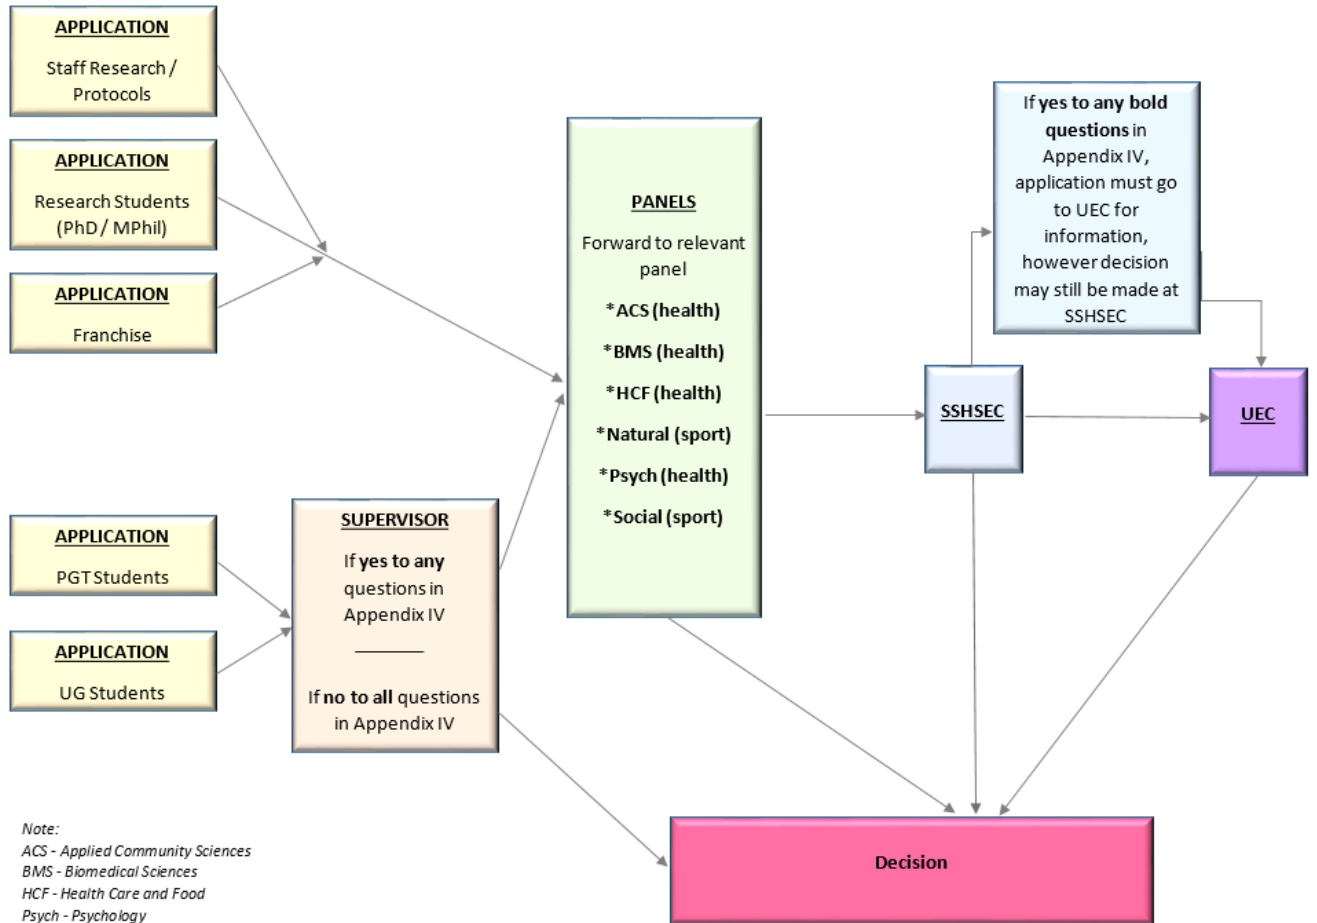 APPLICATION
Staff Research /
Protocols
APPLICATION
Research Students
(PhD / MPhil)
APPLICATION
Franchise
APPLICATION
PGT Students
APPLICATION
UG Students
SUPERVISOR
If yes to any
questions in
Appendix IV
If no to all questions
in Appendix IV
PANELS
Forward to relevant
panel
*ACS (health)
*BMS (health)
*HCF (health)
*Natural (sport)
*Psych (health)
*Social (sport)
SSHSEC
If yes to any bold
questions in
Appendix IV,
application must go
to UEC for
information,
however decision
may still be made at
SSHSEC
UEC
Decision
Note:
ACS - Applied Community Sciences
BMS - Biomedical Sciences
HCF - Health Care and Food
Psych - Psychology